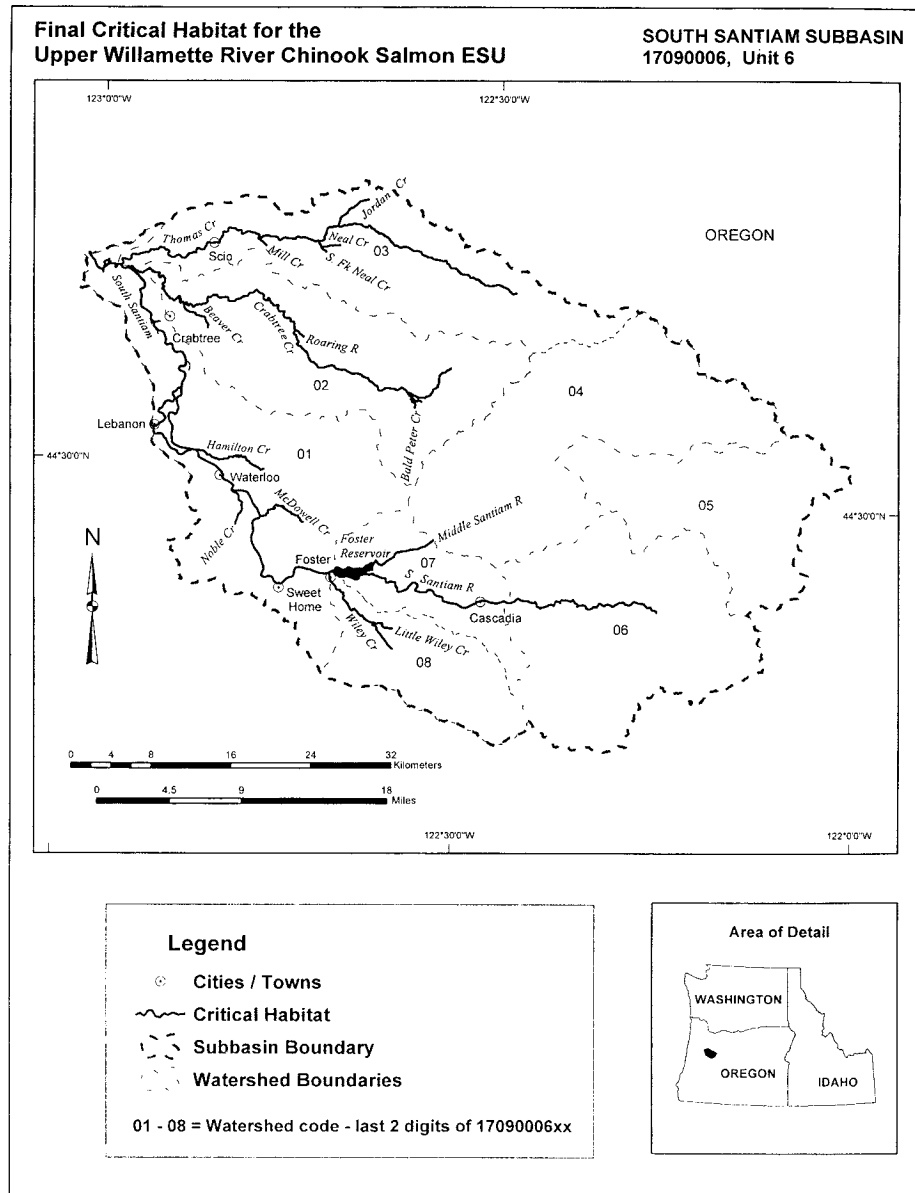 Final Critical Habitat for the
Upper Willamette River Chinook Salmon ESU
SOUTH SANTIAM SUBBASIN
17090006, Unit 6
123°0'0"W
122°30'0"W
OREGON
Jordan Cr
Thomas Cr
Neal Cr
03
Scio
Mill Cr
S. Fk Neal Cr
South Santiam
Beaver Cr
Crabtree Cr
Crabtree
Roaring R
02
04
Lebanon
Bald Peter Cr
Hamilton Cr
01
44°30'0"N
Waterloo
05
McDowell Cr
Middle Santiam R
44°30'0"N
Noble Cr
Foster
Reservoir
N
Foster
07
S. Santiam R
Sweet
Home
Cascadia
06
Wiley Cr
Little Wiley Cr
08
0 4 8 16 24 32
Kilometers
0 4.5 9 18
Miles
122°30'0"W
122°0'0"W
Legend
Cities / Towns
Critical Habitat
Subbasin Boundary
Watershed Boundaries
01 - 08 = Watershed code - last 2 digits of 17090006xx
Area of Detail
WASHINGTON
OREGON
IDAHO